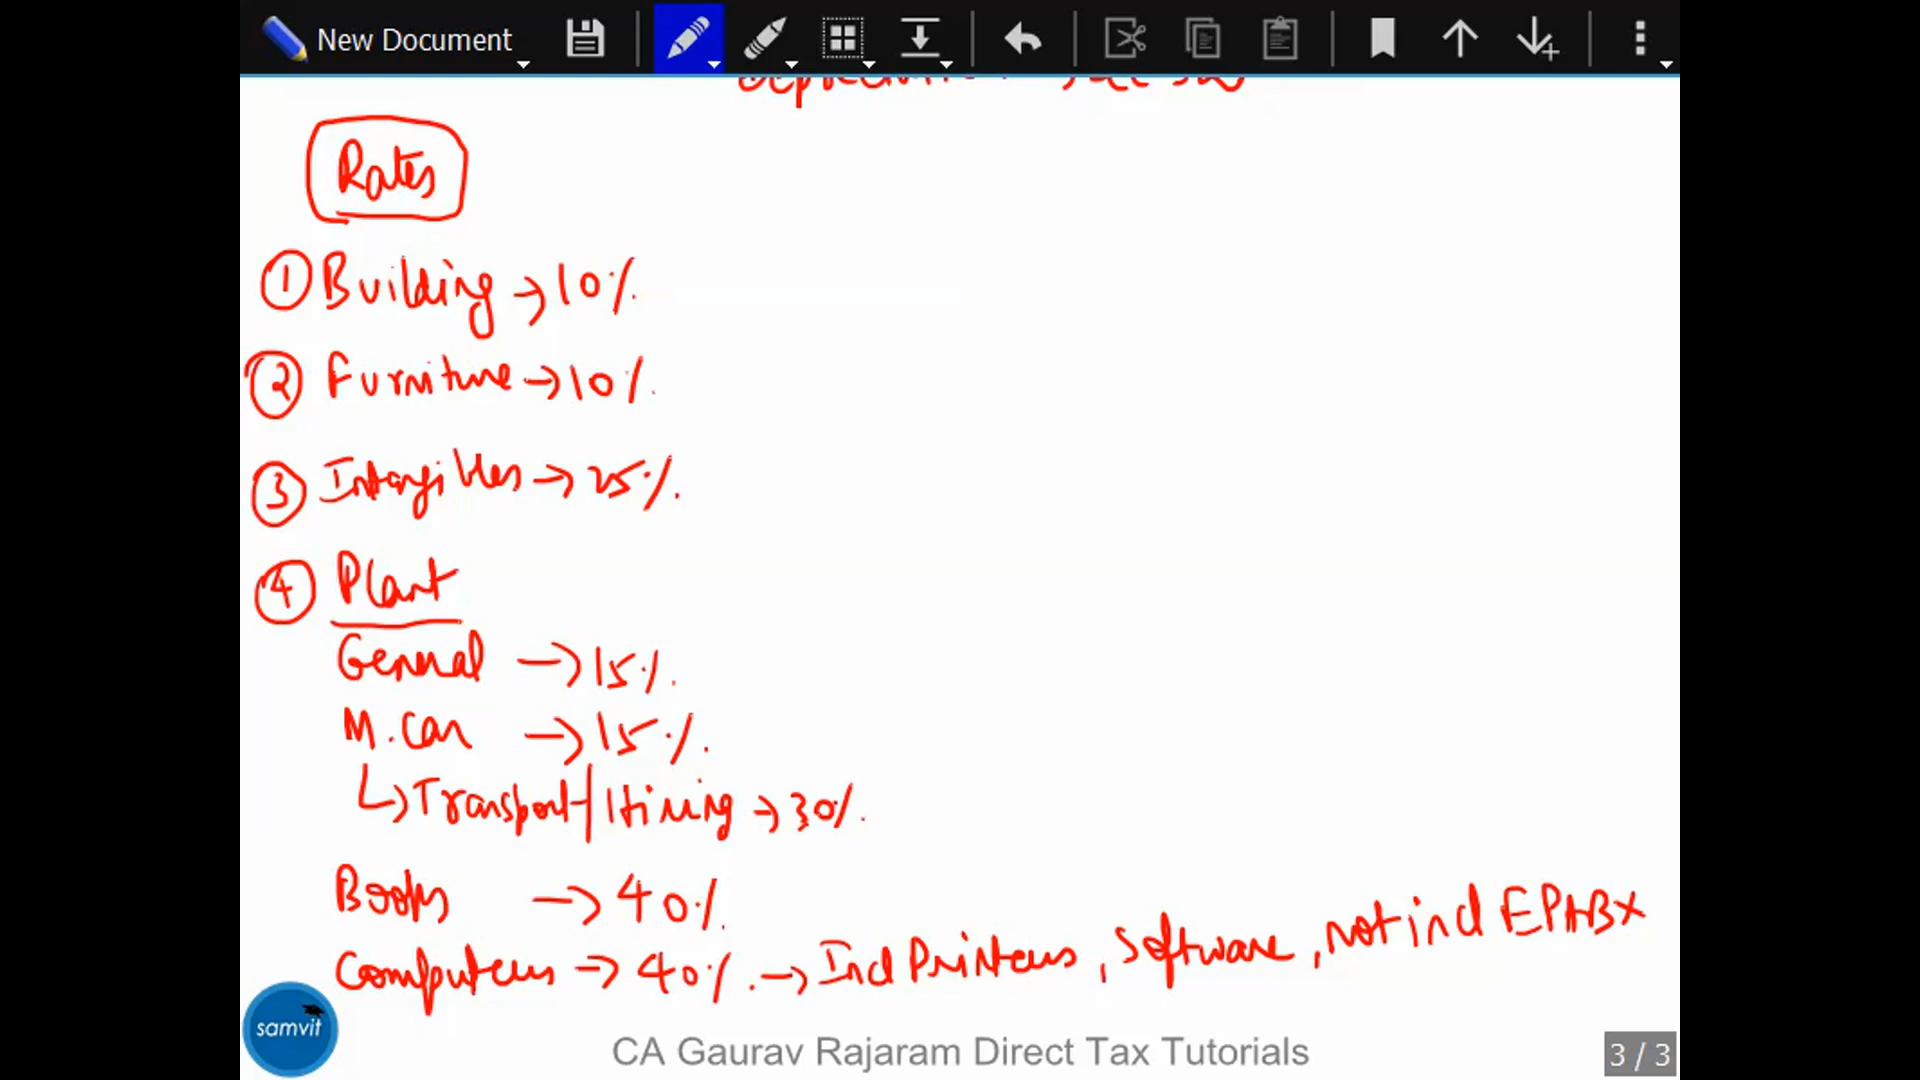 New Document
Rates
① Building → 10%.
② Furniture → 10%.
③ Intangibles → 25%.
④ Plant
General → 15%.
M. Car → 15%.
↳ Transport / Hiring → 30%.
Books → 40%.
Computers → 40%. → Incl Printers, Software, not incl EPABX
samvit
CA Gaurav Rajaram Direct Tax Tutorials
3 / 3